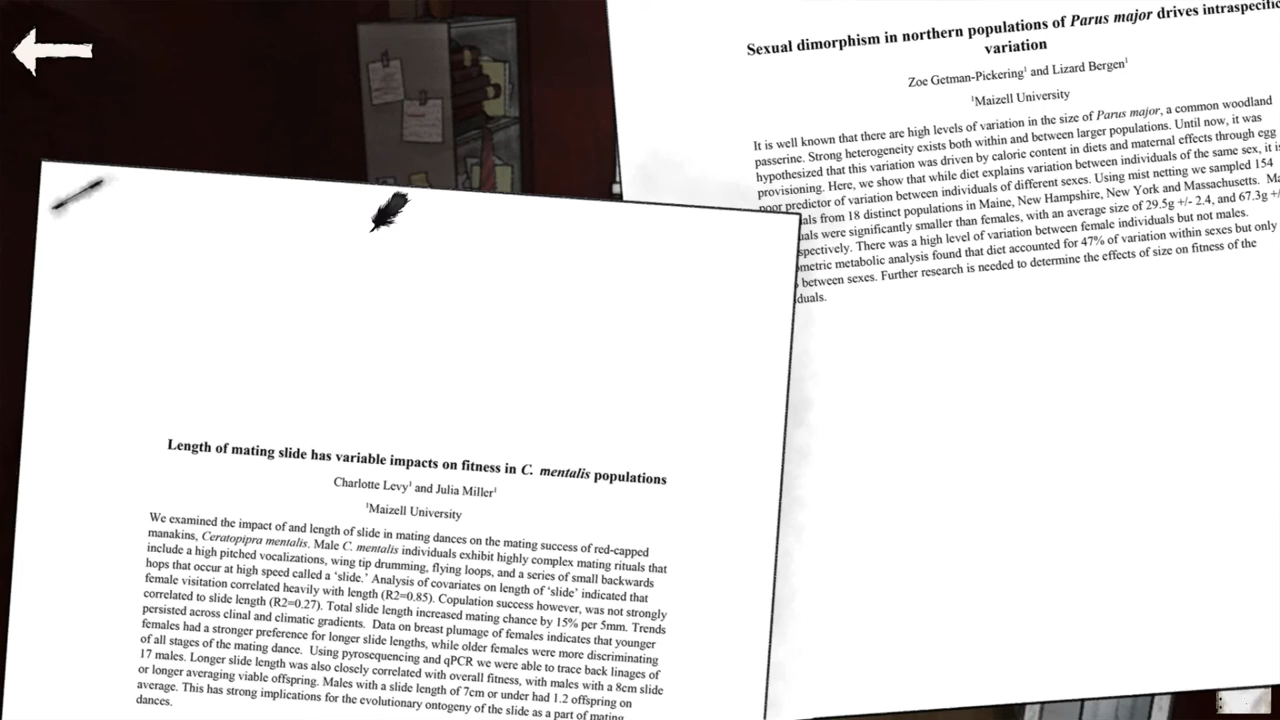 Sexual dimorphism in northern populations of Parus major drives intraspecific
variation
Zoe Getman-Pickering¹ and Lizard Bergen¹
¹Maizell University
It is well known that there are high levels of variation in the size of Parus major, a common woodland
passerine. Strong heterogeneity exists both within and between larger populations. Until now, it was
hypothesized that this variation was driven by caloric content in diets and maternal effects through egg
provisioning. Here, we show that while diet explains variation between individuals of the same sex, it is
poor predictor of variation between individuals of different sexes. Using mist netting we sampled 154
als from 18 distinct populations in Maine, New Hampshire, New York and Massachusetts. Ma
uals were significantly smaller than females, with an average size of 29.5g +/- 2.4, and 67.3g +/
spectively. There was a high level of variation between female individuals but not males.
metric metabolic analysis found that diet accounted for 47% of variation within sexes but only
between sexes. Further research is needed to determine the effects of size on fitness of the
duals.
Length of mating slide has variable impacts on fitness in C. mentalis populations
Charlotte Levy¹ and Julia Miller¹
¹Maizell University
We examined the impact of and length of slide in mating dances on the mating success of red-capped
manakins, Ceratopipra mentalis. Male C. mentalis individuals exhibit highly complex mating rituals that
include a high pitched vocalizations, wing tip drumming, flying loops, and a series of small backwards
hops that occur at high speed called a ‘slide.’ Analysis of covariates on length of ‘slide’ indicated that
female visitation correlated heavily with length (R2=0.85). Copulation success however, was not strongly
correlated to slide length (R2=0.27). Total slide length increased mating chance by 15% per 5mm. Trends
persisted across clinal and climatic gradients. Data on breast plumage of females indicates that younger
females had a stronger preference for longer slide lengths, while older females were more discriminating
of all stages of the mating dance. Using pyrosequencing and qPCR we were able to trace back linages of
17 males. Longer slide length was also closely correlated with overall fitness, with males with a 8cm slide
or longer averaging viable offspring. Males with a slide length of 7cm or under had 1.2 offspring on
average. This has strong implications for the evolutionary ontogeny of the slide as a part of mating
dances.